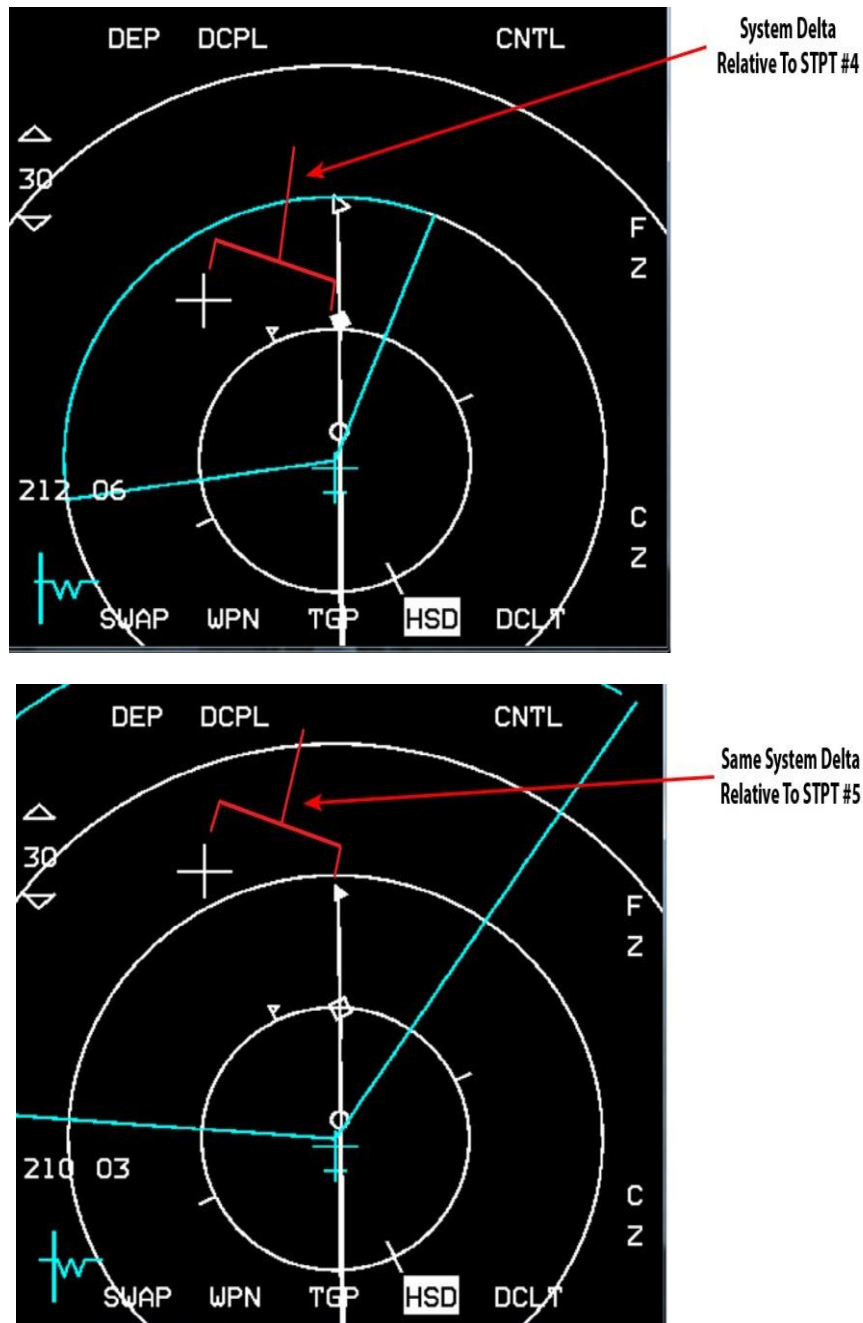 DEP DCPL CNTL
System Delta
Relative To STPT #4
30
F
Z
212 06
C
Z
SWAP WPN TGP HSD DCLT
DEP DCPL CNTL
Same System Delta
Relative To STPT #5
30
F
Z
210 03
C
Z
SWAP WPN TGP HSD DCLT